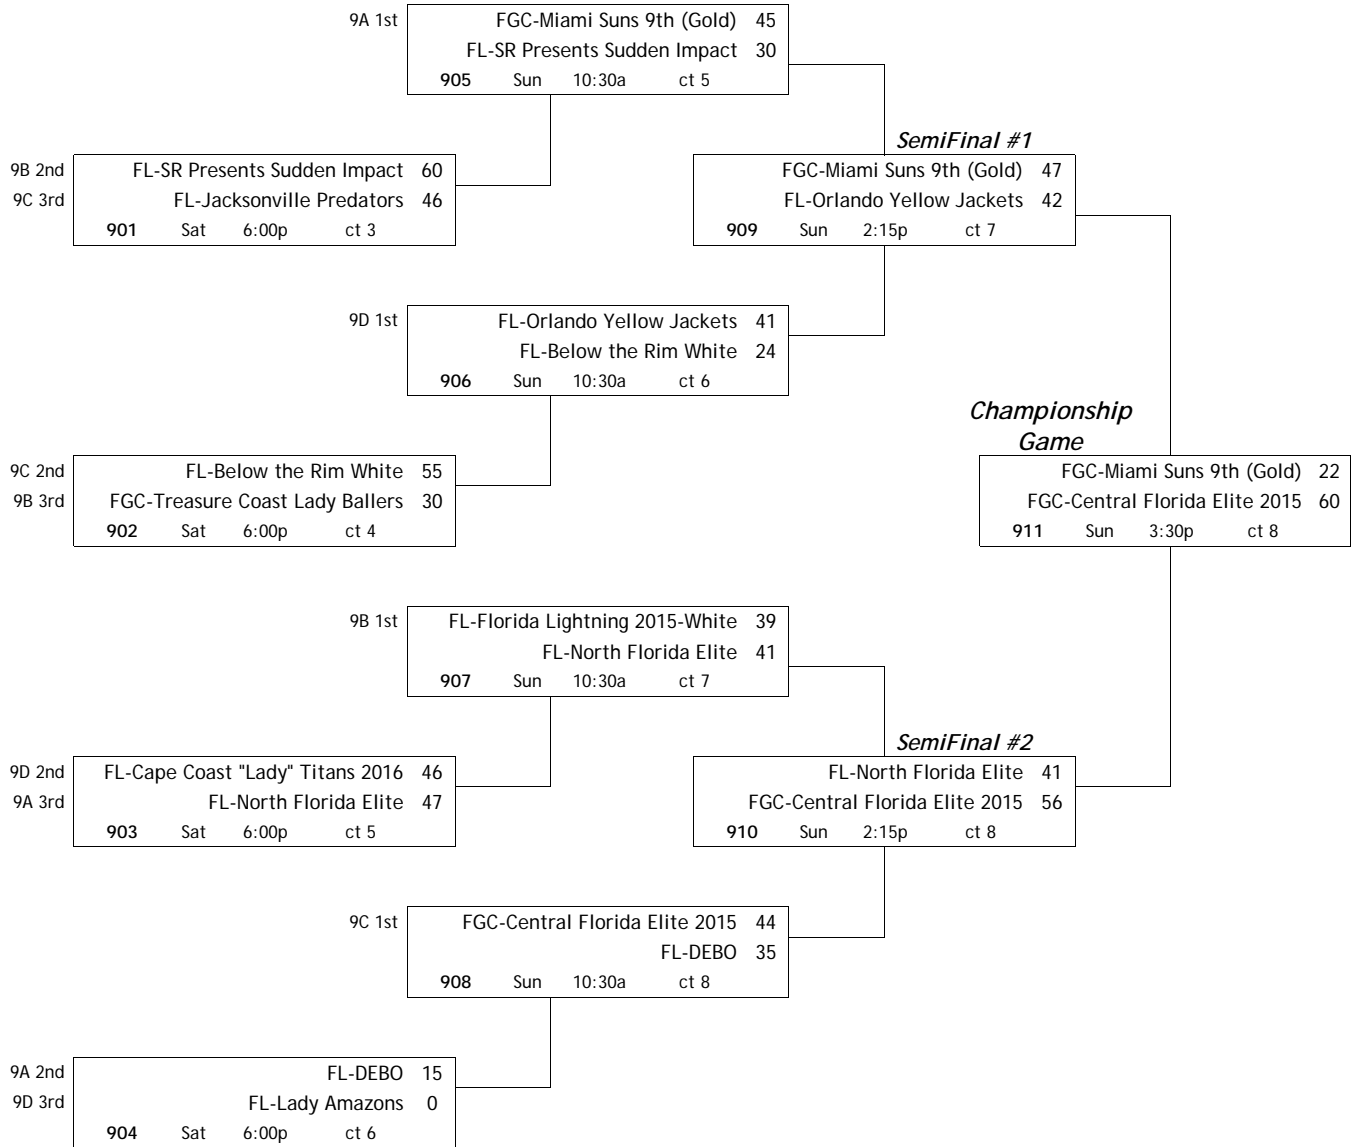 9A 1st FGC-Miami Suns 9th (Gold) 45
FL-SR Presents Sudden Impact 30
905 Sun 10:30a ct 5
SemiFinal #1
9B 2nd FL-SR Presents Sudden Impact 60
9C 3rd FL-Jacksonville Predators 46
901 Sat 6:00p ct 3
FGC-Miami Suns 9th (Gold) 47
FL-Orlando Yellow Jackets 42
909 Sun 2:15p ct 7
9D 1st FL-Orlando Yellow Jackets 41
FL-Below the Rim White 24
906 Sun 10:30a ct 6
Championship
Game
9C 2nd FL-Below the Rim White 55
9B 3rd FGC-Treasure Coast Lady Ballers 30
902 Sat 6:00p ct 4
FGC-Miami Suns 9th (Gold) 22
FGC-Central Florida Elite 2015 60
911 Sun 3:30p ct 8
9B 1st FL-Florida Lightning 2015-White 39
FL-North Florida Elite 41
907 Sun 10:30a ct 7
SemiFinal #2
9D 2nd FL-Cape Coast "Lady" Titans 2016 46
9A 3rd FL-North Florida Elite 47
903 Sat 6:00p ct 5
FL-North Florida Elite 41
FGC-Central Florida Elite 2015 56
910 Sun 2:15p ct 8
9C 1st FGC-Central Florida Elite 2015 44
FL-DEBO 35
908 Sun 10:30a ct 8
9A 2nd FL-DEBO 15
9D 3rd FL-Lady Amazons 0
904 Sat 6:00p ct 6